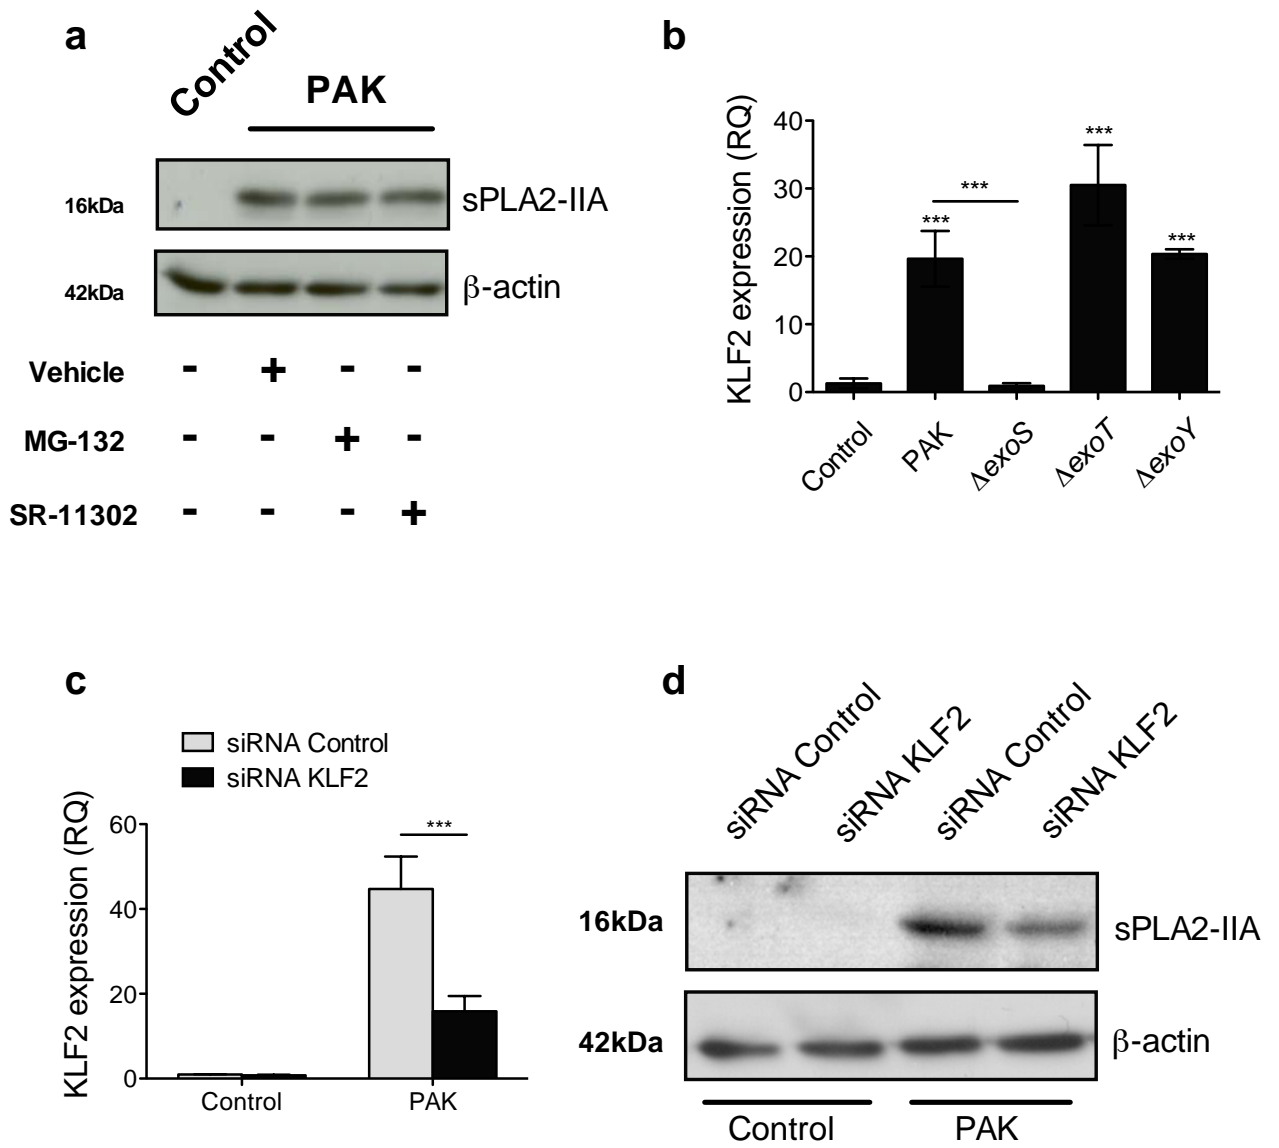 a
Control
PAK
16kDa
sPLA2-IIA
42kDa
β-actin
Vehicle - + - -
MG-132 - - + -
SR-11302 - - - +
b
KLF2 expression (RQ)
40
30
20
10
0
***
***
***
***
Control
PAK
ΔexoS
ΔexoT
ΔexoY
c
siRNA Control
siRNA KLF2
KLF2 expression (RQ)
60
40
20
0
***
Control
PAK
d
siRNA Control
siRNA KLF2
siRNA Control
siRNA KLF2
16kDa
sPLA2-IIA
42kDa
β-actin
Control
PAK